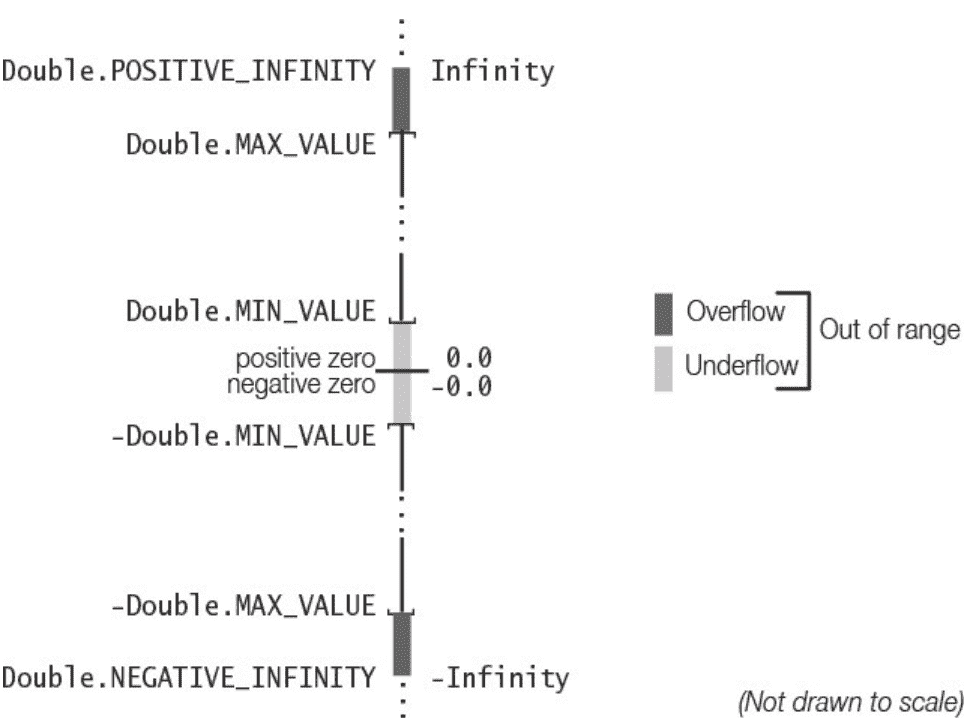 Double.POSITIVE_INFINITY Infinity
Double.MAX_VALUE
Double.MIN_VALUE
Overflow
Out of range
positive zero 0.0
Underflow
negative zero -0.0
-Double.MIN_VALUE
-Double.MAX_VALUE
Double.NEGATIVE_INFINITY -Infinity
(Not drawn to scale)